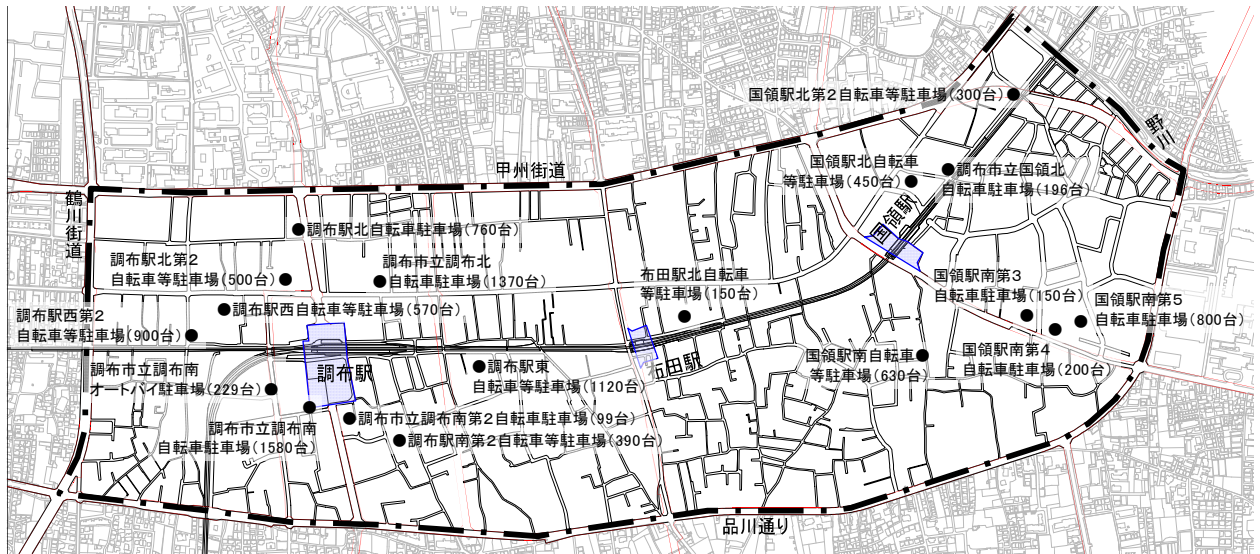 国領駅北第2自転車等駐車場(300台)
野川
甲州街道
国領駅北自転車
等駐車場(450台)
調布市立国領北
自転車駐車場(196台)
鶴川街道
国領駅
調布駅北自転車駐車場(760台)
調布駅北第2
自転車等駐車場(500台)
調布市立調布北
自転車駐車場(1370台)
布田駅北自転車
等駐車場(150台)
国領駅南第3
自転車駐車場(150台)
国領駅南第5
自転車等駐車場(800台)
調布駅西自転車等駐車場(570台)
調布駅西第2
自転車等駐車場(900台)
国領駅南自転車
等駐車場(630台)
国領駅南第4
自転車駐車場(200台)
調布市立調布南
オートバイ駐車場(229台)
調布駅
調布駅東
自転車等駐車場(1120台)
布田駅
調布市立調布南第2自転車駐車場(99台)
調布市立調布南
自転車駐車場(1580台)
調布駅南第2自転車等駐車場(390台)
品川通り